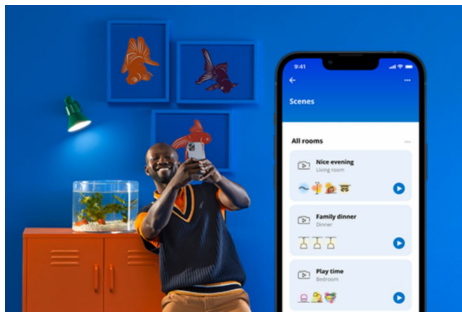 9:41
Scenes
All rooms
Nice evening
Living room
Family dinner
Dinner
Play time
Bedroom